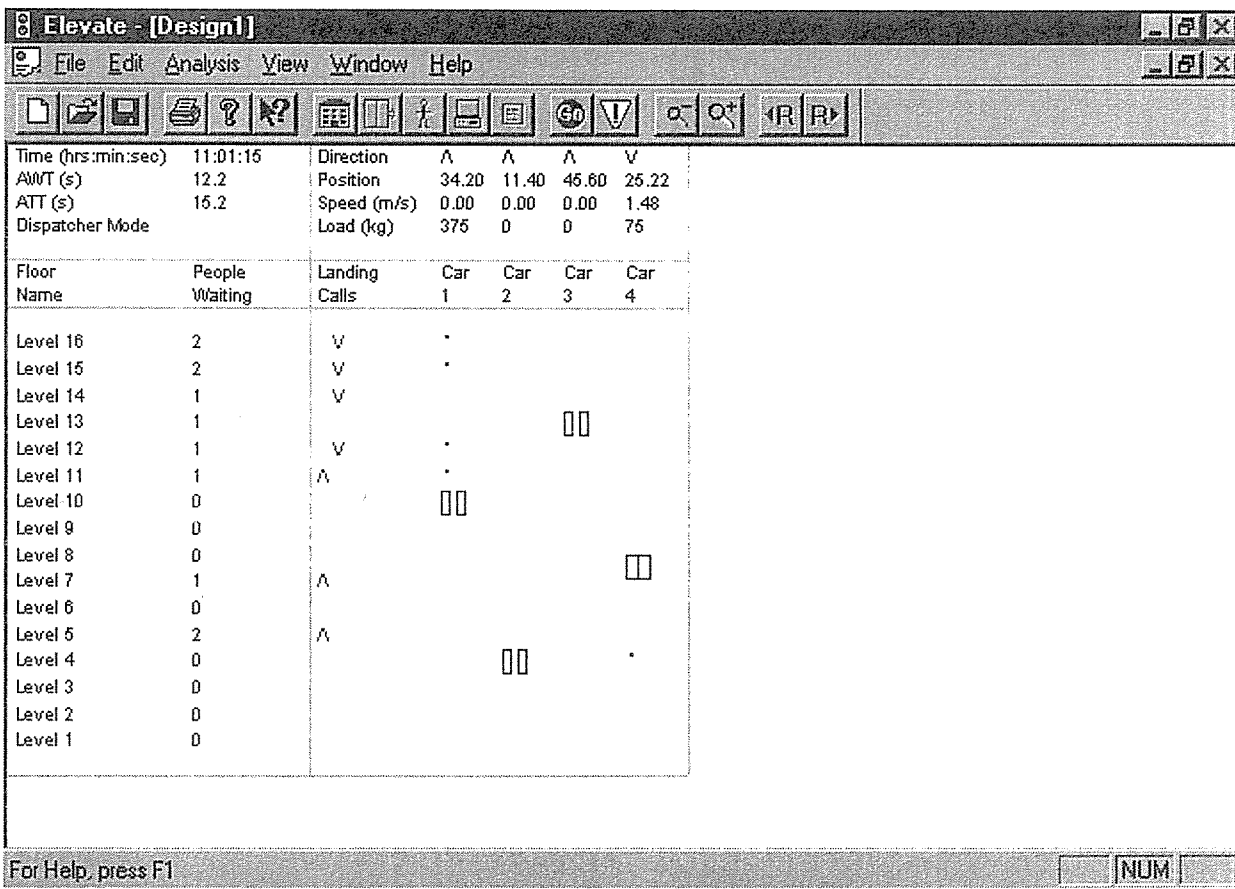 Elevate - [Design1]
File Edit Analysis View Window Help
GO R R
Time (hrs:min:sec) 11:01:15 Direction Λ Λ Λ V
AWT (s) 12.2 Position 34.20 11.40 45.60 25.22
ATT (s) 15.2 Speed (m/s) 0.00 0.00 0.00 1.48
Dispatcher Mode Load (kg) 375 0 0 75
Floor People Landing Car Car Car Car
Name Waiting Calls 1 2 3 4
Level 16 2 V
Level 15 2 V
Level 14 1 V
Level 13 1
Level 12 1 V
Level 11 1 Λ
Level 10 0
Level 9 0
Level 8 0
Level 7 1 Λ
Level 6 0
Level 5 2 Λ
Level 4 0
Level 3 0
Level 2 0
Level 1 0
For Help, press F1 NUM